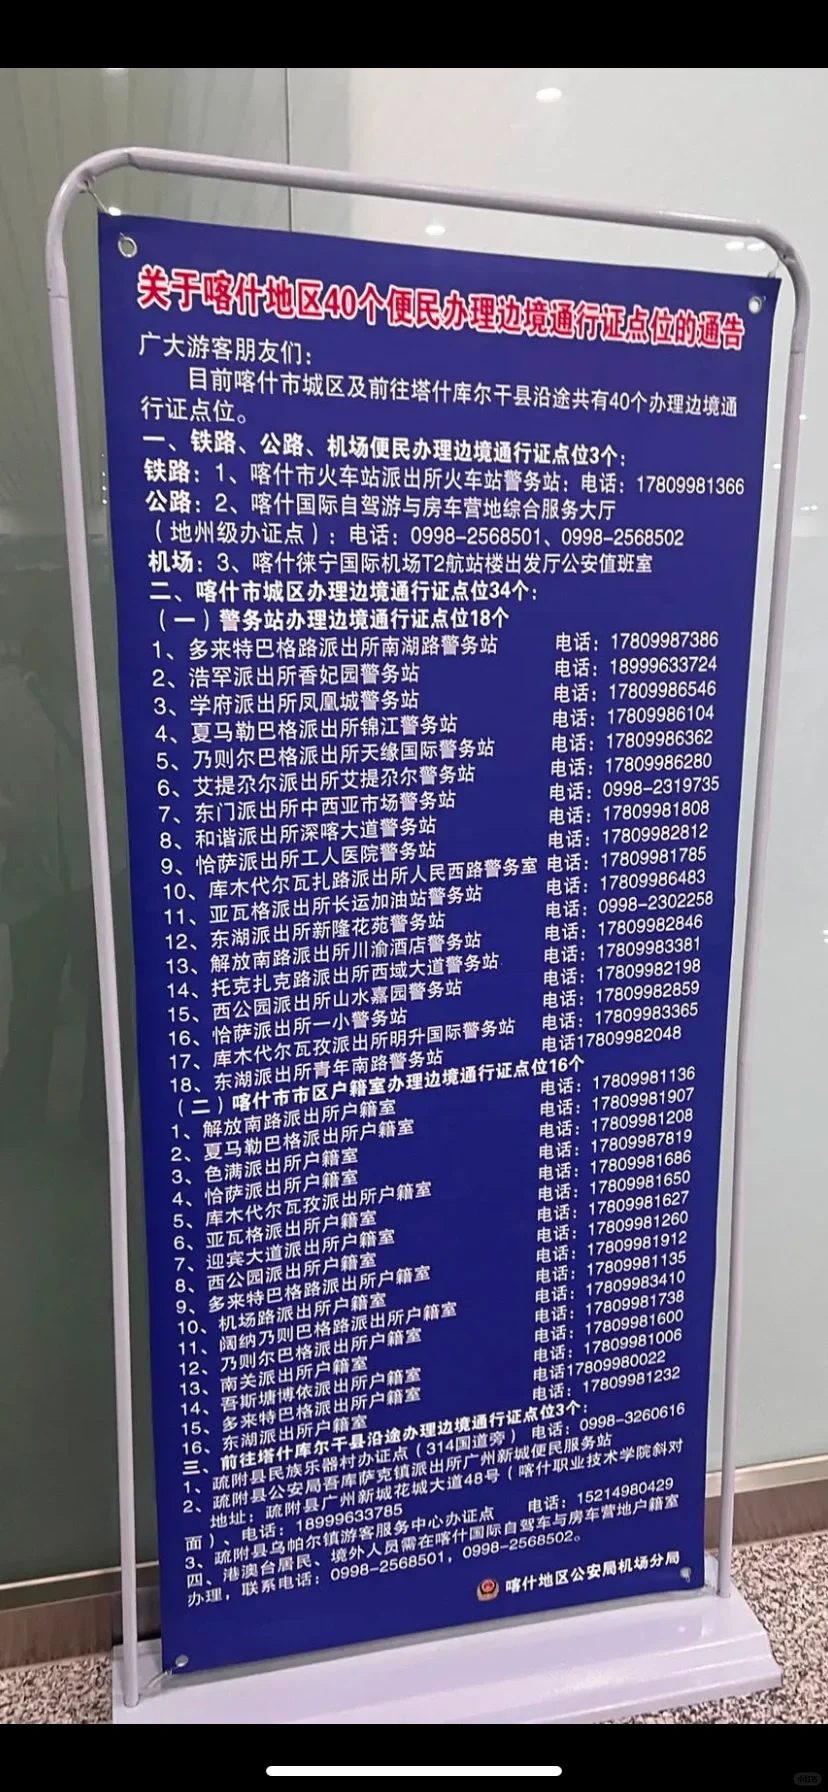 关于喀什地区40个便民办理边境通行证点位的通告
广大游客朋友们：
目前喀什市城区及前往塔什库尔干县沿途共有40个办理边境通
行证点位。
一、铁路、公路、机场便民办理边境通行证点位3个：
铁路：1、喀什市火车站派出所火车站警务站：电话：17809981366
公路：2、喀什国际自驾游与房车营地综合服务大厅
（地州级办证点）：电话：0998-2568501、0998-2568502
机场：3、喀什徕宁国际机场T2航站楼出发厅公安值班室
二、喀什市城区办理边境通行证点位34个：
（一）警务站办理边境通行证点位18个
1、多来特巴格路派出所南湖路警务站 电话：17809987386
2、浩罕派出所香妃园警务站 电话：18999633724
3、学府派出所凤凰城警务站 电话：17809986546
4、夏马勒巴格派出所锦江警务站 电话：17809986104
5、乃则尔巴格派出所天缘国际警务站 电话：17809986362
6、艾提尕尔派出所艾提尕尔警务站 电话：17809986280
7、东门派出所中西亚市场警务站 电话：0998-2319735
8、和谐派出所深喀大道警务站 电话：17809981808
9、恰萨派出所工人医院警务站 电话：17809982812
10、库木代尔瓦扎路派出所人民西路警务室 电话：17809981785
11、亚瓦格派出所长运加油站警务站 电话：17809986483
12、东湖派出所新隆花苑警务站 电话：0998-2302258
13、解放南路派出所川渝酒店警务站 电话：17809982846
14、托克扎克路派出所西域大道警务站 电话：17809983381
15、西公园派出所山水嘉园警务站 电话：17809982198
16、恰萨派出所一小警务站 电话：17809982859
17、库木代尔瓦孜派出所明升国际警务站 电话：17809983365
18、东湖派出所青年南路警务站 电话17809982048
（二）喀什市市区户籍室办理边境通行证点位16个
1、解放南路派出所户籍室 电话：17809981136
2、夏马勒巴格派出所户籍室 电话：17809981907
3、色满派出所户籍室 电话：17809981208
4、恰萨派出所户籍室 电话：17809987819
5、库木代尔瓦孜派出所户籍室 电话：17809981686
6、亚瓦格派出所户籍室 电话：17809981650
7、迎宾大道派出所户籍室 电话：17809981627
8、西公园派出所户籍室 电话：17809981260
9、多来特巴格路派出所户籍室 电话：17809981912
10、机场路派出所户籍室 电话：17809981135
11、阔纳乃则巴格路派出所户籍室 电话：17809983410
12、乃则尔巴格派出所户籍室 电话：17809981738
13、南关派出所户籍室 电话：17809981600
14、吾斯塘博依派出所户籍室 电话：17809981006
15、多来特巴格派出所户籍室 电话17809980022
16、东湖派出所户籍室 电话：17809981232
三、前往塔什库尔干县沿途办理边境通行证点位3个：
1、疏附县民族乐器村办证点（314国道旁） 电话：0998-3260616
2、疏附县公安局吾库萨克镇派出所广州新城便民服务站
地址：疏附县广州新城花城大道48号（喀什职业技术学院斜对
面）、电话：18999633785
3、疏附县乌帕尔镇游客服务中心办证点 电话：15214980429
四、港澳台居民、境外人员需在喀什国际自驾车与房车营地户籍室
办理，联系电话：0998-2568501，0998-2568502。
喀什地区公安局机场分局